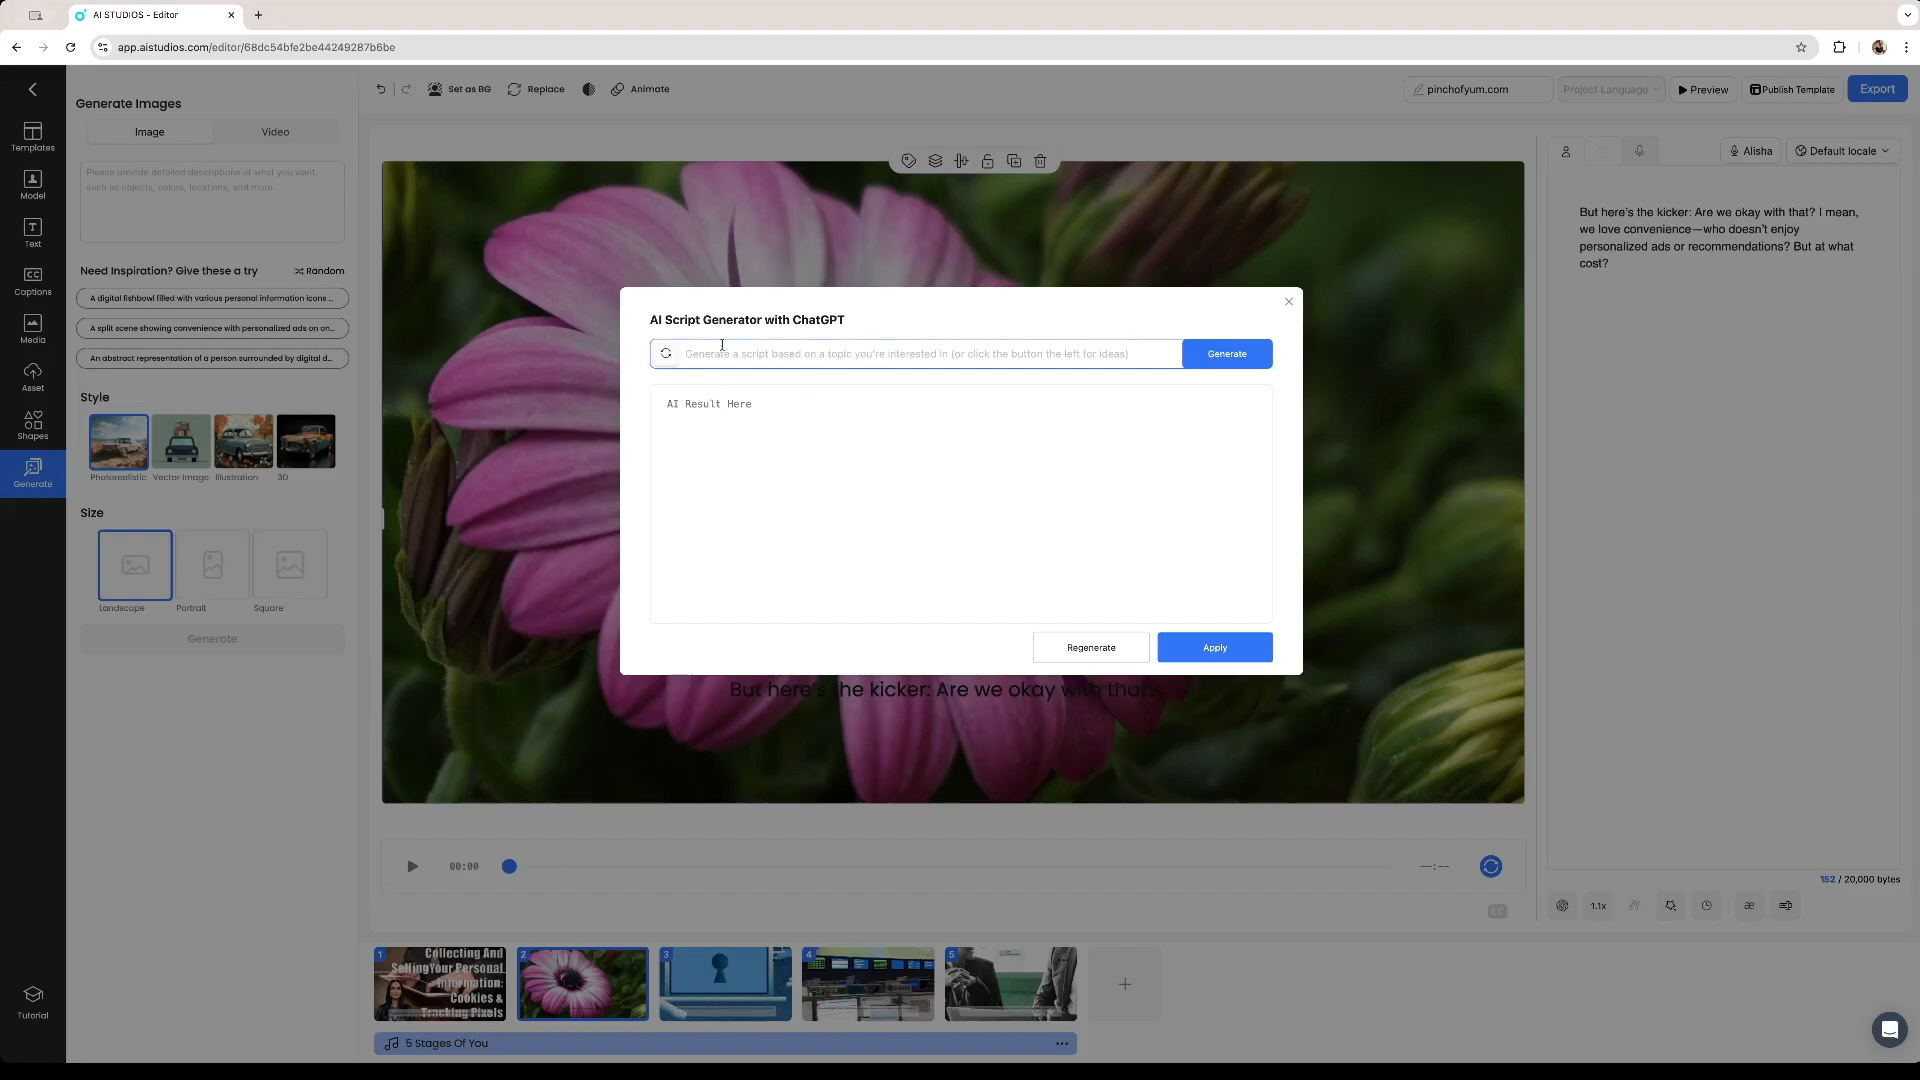 AI STUDIOS - Editor
app.aistudios.com/editor/68dc54bfe2be44249287b6be
Set as BG
Replace
Animate
pinchofyum.com
Project Language
Preview
Publish Template
Export
Templates
Model
Text
Captions
Media
Asset
Shapes
Generate
Tutorial
Generate Images
Image
Video
Please provide detailed descriptions of what you want,
such as objects, colors, locations, and more.
Need Inspiration? Give these a try
Random
A digital fishbowl filled with various personal information icons ...
A split scene showing convenience with personalized ads on on...
An abstract representation of a person surrounded by digital d...
Style
Photorealistic
Vector Image
Illustration
3D
Size
Landscape
Portrait
Square
Generate
AI Script Generator with ChatGPT
Generate a script based on a topic you're interested in (or click the button the left for ideas)
Generate
AI Result Here
Regenerate
Apply
But here's the kicker: Are we okay with that?
Alisha
Default locale
But here's the kicker: Are we okay with that? I mean,
we love convenience—who doesn't enjoy
personalized ads or recommendations? But at what
cost?
152 / 20,000 bytes
1.1x
æ
00:00
--:--
CC
1
Collecting And
SellingYour Personal
Information:
Cookies &
Tracking Pixels
2
3
4
5
5 Stages Of You